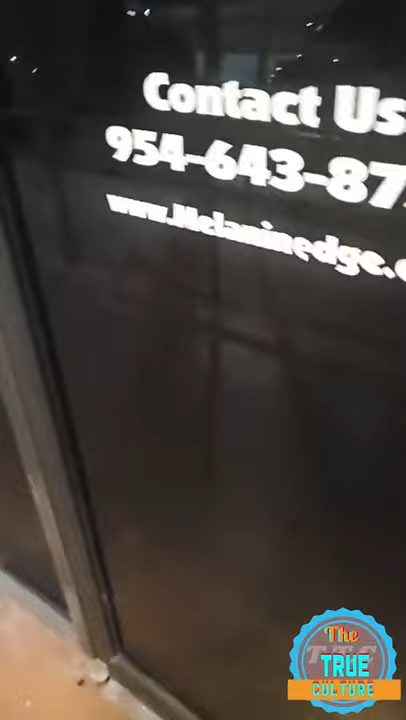 Contact Us
954-643-87
www.Melaninedge.
The
TRUE
CULTURE